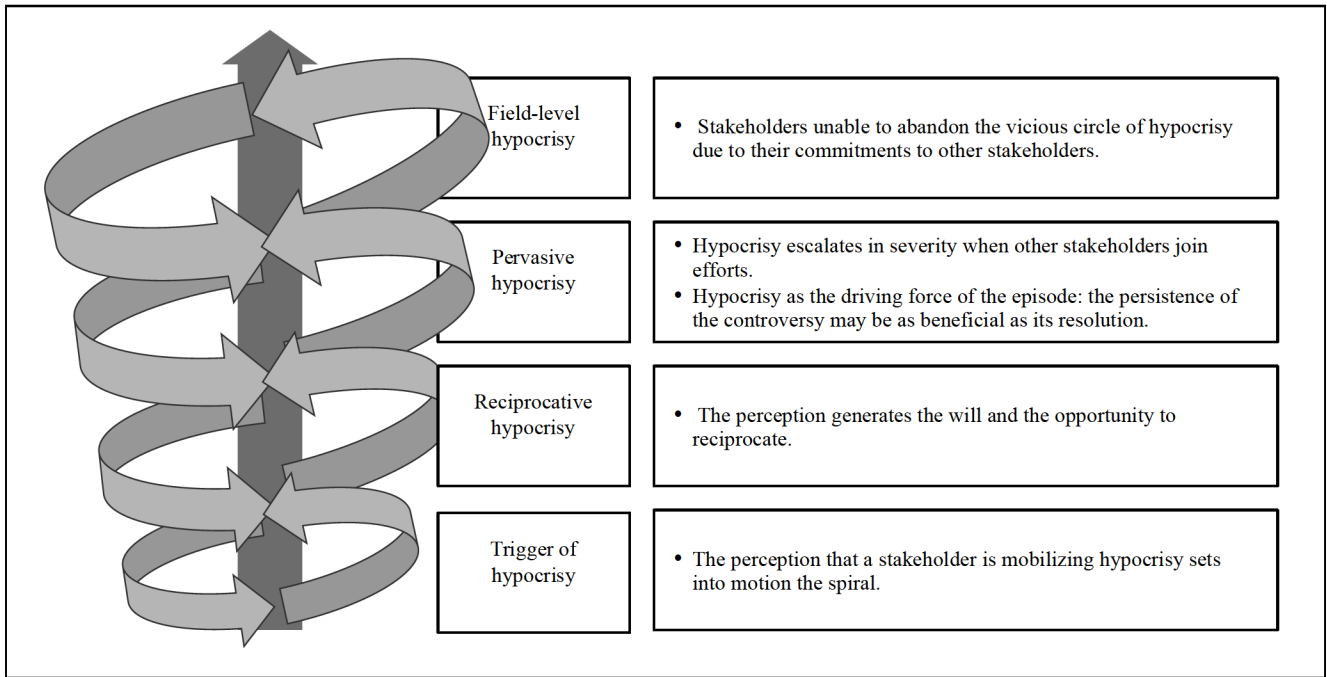 Field-level
hypocrisy
• Stakeholders unable to abandon the vicious circle of hypocrisy
due to their commitments to other stakeholders.
Pervasive
hypocrisy
• Hypocrisy escalates in severity when other stakeholders join
efforts.
• Hypocrisy as the driving force of the episode: the persistence of
the controversy may be as beneficial as its resolution.
Reciprocative
hypocrisy
• The perception generates the will and the opportunity to
reciprocate.
Trigger of
hypocrisy
• The perception that a stakeholder is mobilizing hypocrisy sets
into motion the spiral.